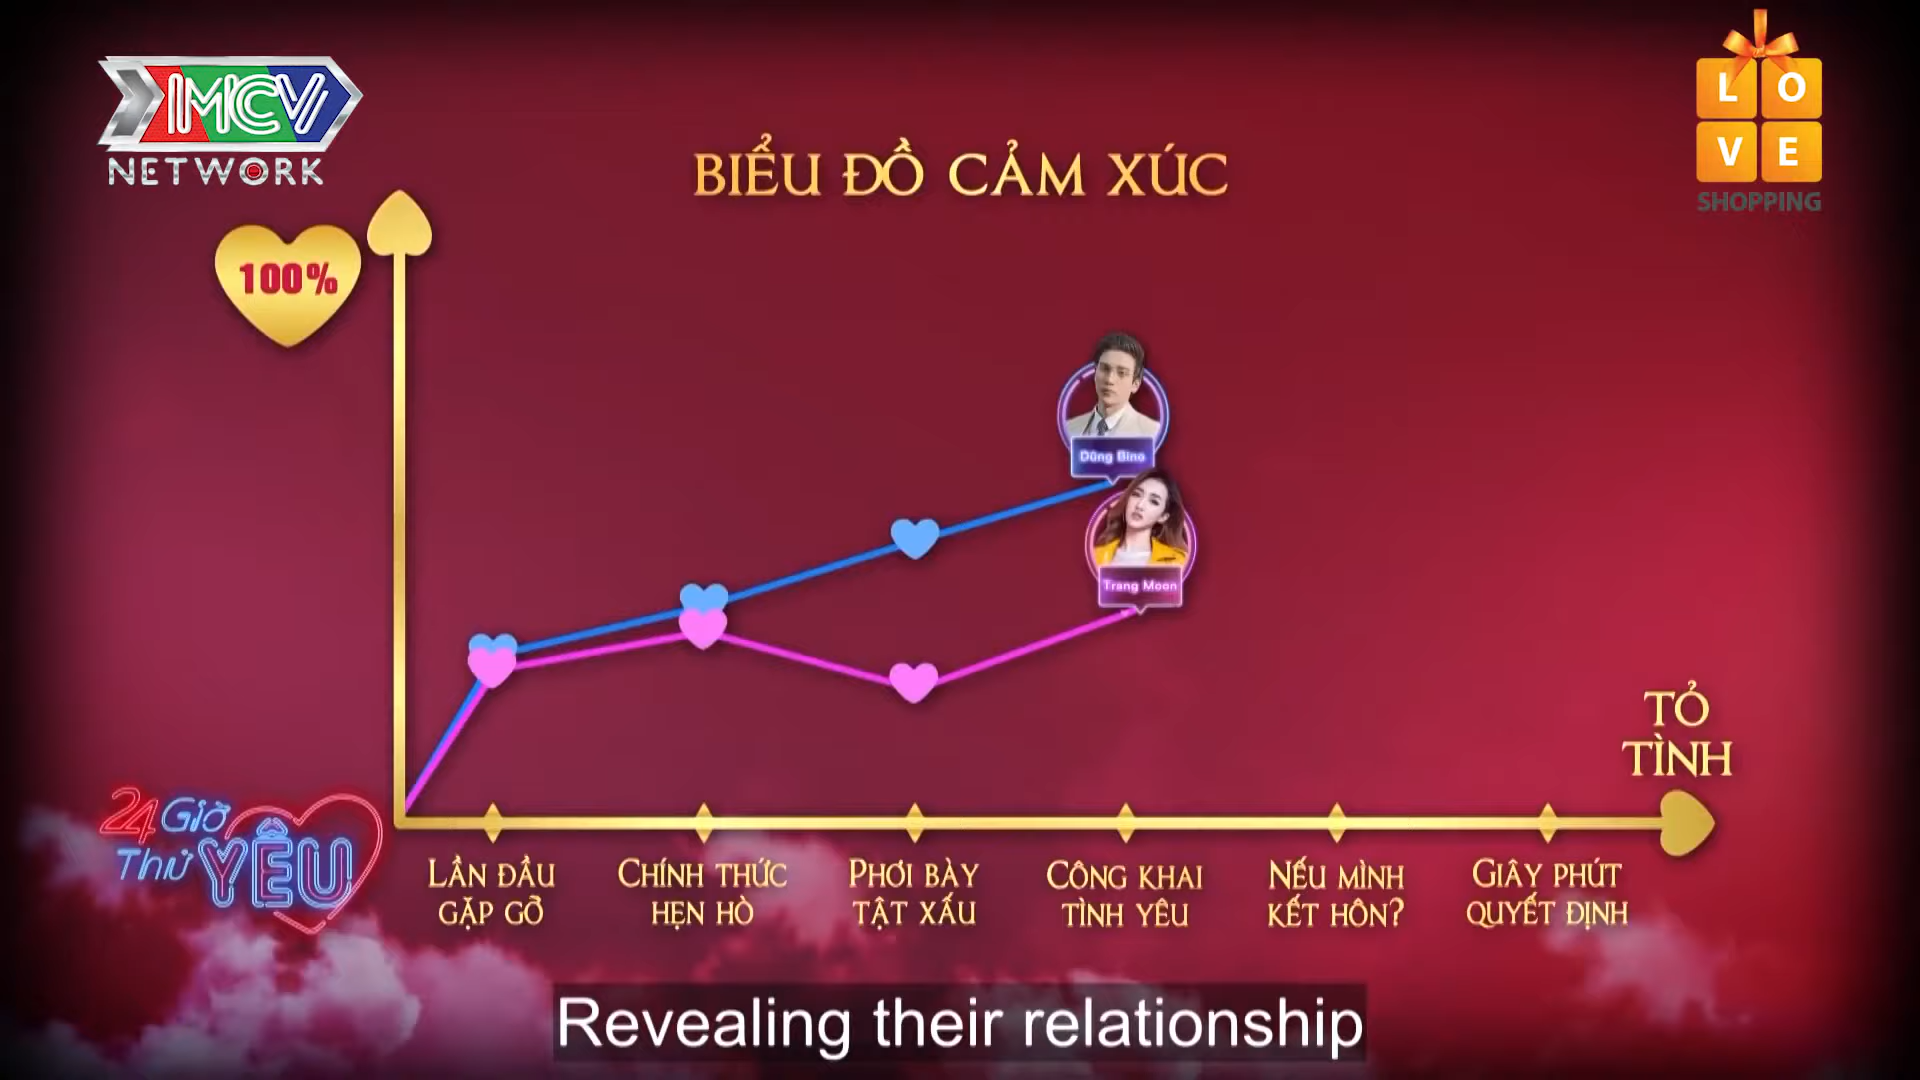 MCV
NETWORK
L O
V E
SHOPPING
BIỂU ĐỒ CẢM XÚC
100%
Dũng Bino
Trang Moon
TỎ
TÌNH
24 Giờ
Thử YÊU
LẦN ĐẦU
GẶP GỠ
CHÍNH THỨC
HẸN HÒ
PHƠI BÀY
TẬT XẤU
CÔNG KHAI
TÌNH YÊU
NẾU MÌNH
KẾT HÔN?
GIÂY PHÚT
QUYẾT ĐỊNH
Revealing their relationship